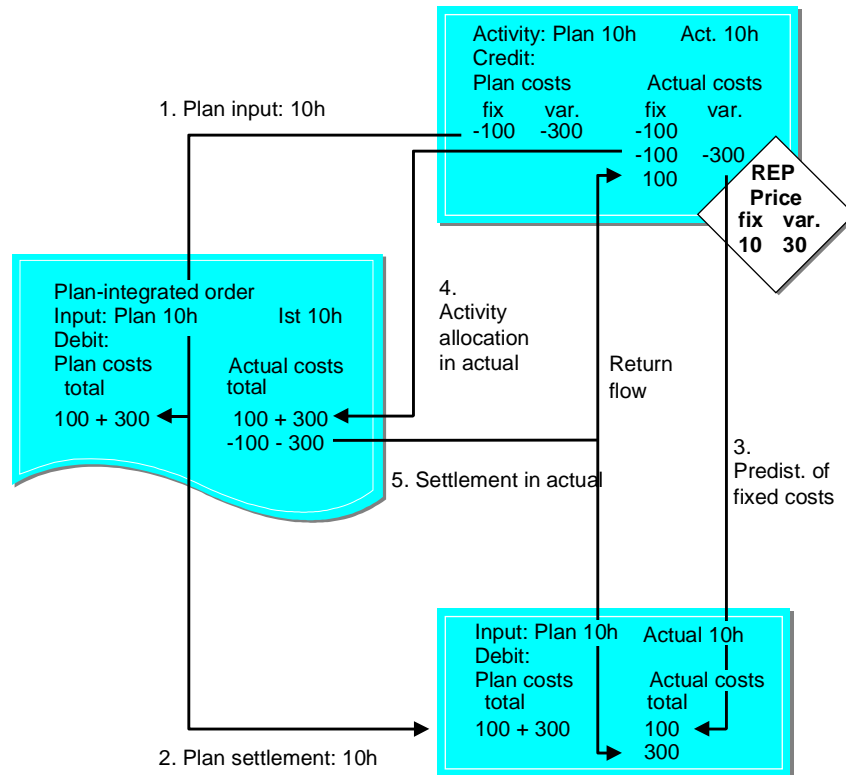 Activity: Plan 10h Act. 10h
Credit:
Plan costs Actual costs
fix var. fix var.
-100 -300 -100
-100 -300
100
REP
Price
fix var.
10 30
1. Plan input: 10h
Plan-integrated order
Input: Plan 10h Ist 10h
Debit:
Plan costs Actual costs
total total
100 + 300 100 + 300
-100 - 300
4.
Activity
allocation
in actual
Return
flow
3.
Predist. of
fixed costs
5. Settlement in actual
Input: Plan 10h Actual 10h
Debit:
Plan costs Actual costs
total total
100 + 300 100
300
2. Plan settlement: 10h